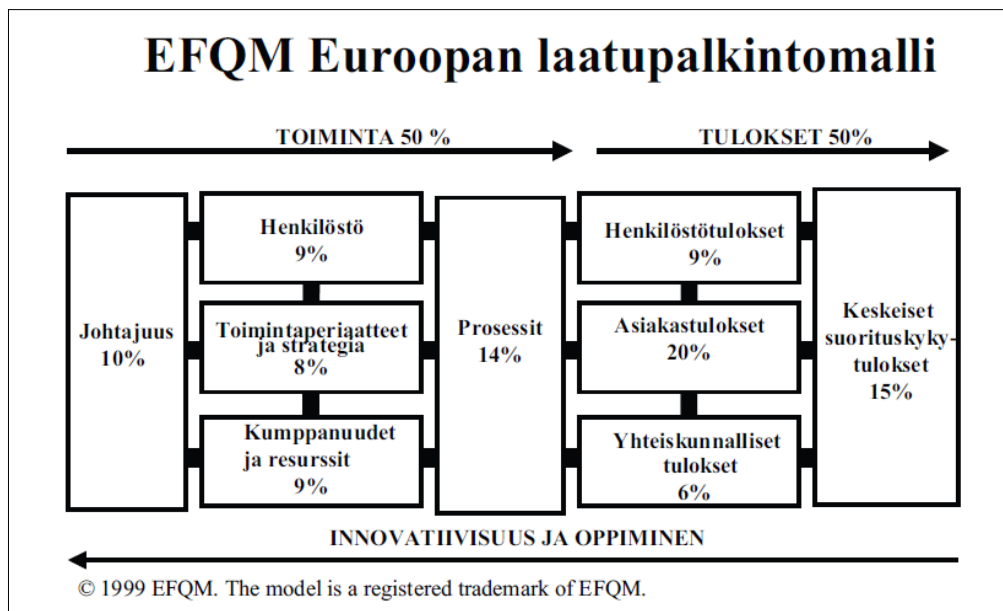 EFQM Euroopan laatupalkintomalli
TOIMINTA 50 %
TULOKSET 50%
Johtajuus
10%
Henkilöstö
9%
Toimintaperiaatteet
ja strategia
8%
Kumppanuudet
ja resurssit
9%
Prosessit
14%
Henkilöstötulokset
9%
Asiakastulokset
20%
Yhteiskunnalliset
tulokset
6%
Keskeiset
suorituskyky-
tulokset
15%
INNOVATIIVISUUS JA OPPIMINEN
© 1999 EFQM. The model is a registered trademark of EFQM.